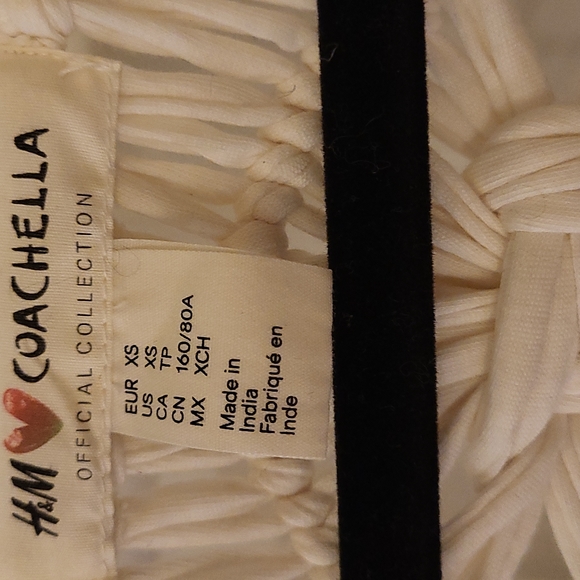 H&M ❤ COACHELLA
OFFICIAL COLLECTION
EUR XS
US XS
CA TP
CN 160/80A
MX XCH
Made in
India
Fabriqué en
Inde